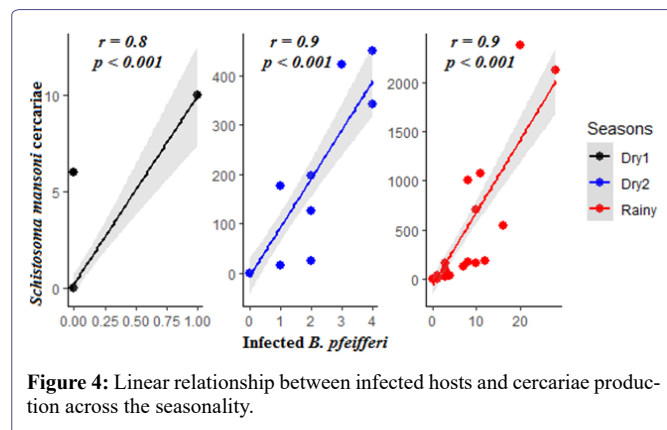 r = 0.8
p < 0.001
r = 0.9
p < 0.001
r = 0.9
p < 0.001
Schistosoma mansoni cercariae
10
5
0
400
300
200
100
0
2000
1500
1000
500
0
0.00 0.25 0.50 0.75 1.00
0 1 2 3 4
0 10 20
Infected B. pfeifferi
Seasons
Dry1
Dry2
Rainy
Figure 4: Linear relationship between infected hosts and cercariae produc-
tion across the seasonality.